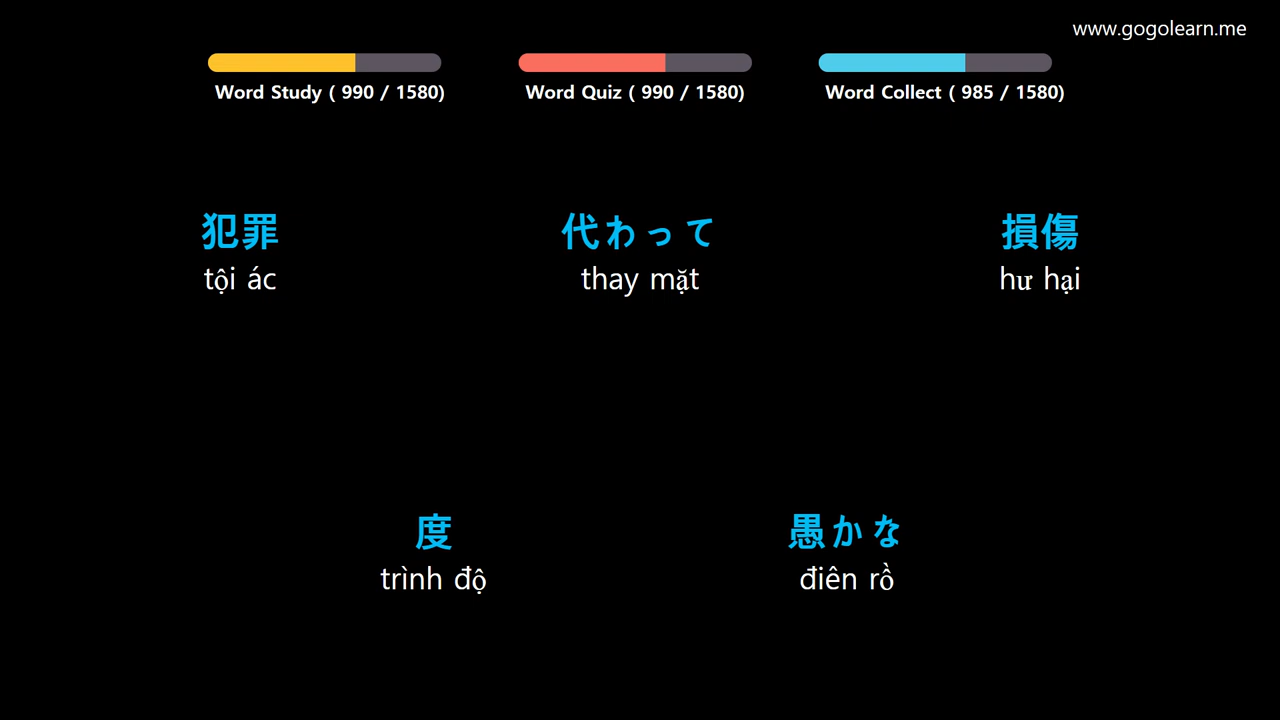 www.gogolearn.me
Word Study ( 990 / 1580)
Word Quiz ( 990 / 1580)
Word Collect ( 985 / 1580)
犯罪
tội ác
代わって
thay mặt
損傷
hư hại
度
trình độ
愚かな
điên rồ